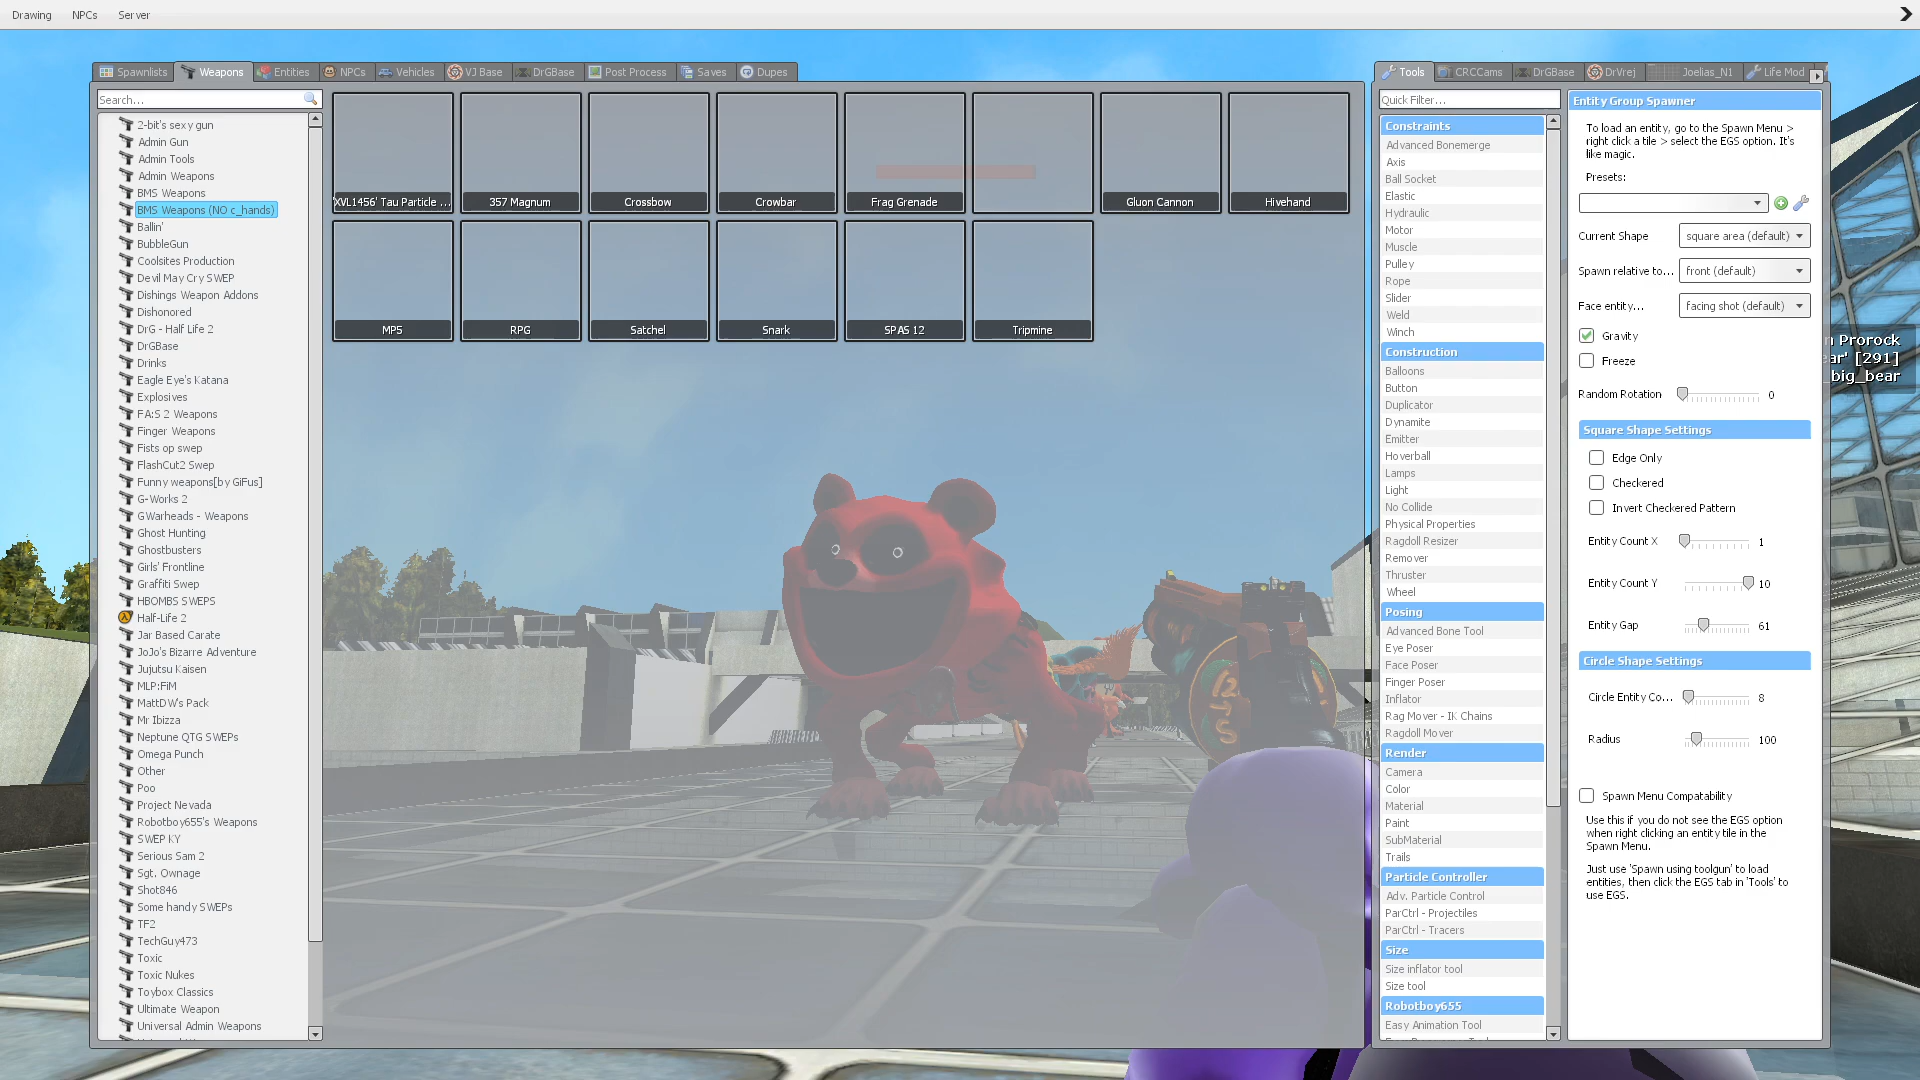 Drawing NPCs Server
Spawnlists Weapons Entities NPCs Vehicles VJ Base DrGBase Post Process Saves Dupes
Search...
2-bit's sexy gun
Admin Gun
Admin Tools
Admin Weapons
BMS Weapons
BMS Weapons (NO c_hands)
Ballin'
BubbleGun
Coolsites Production
Devil May Cry SWEP
Dishings Weapon Addons
Dishonored
DrG - Half Life 2
DrGBase
Drinks
Eagle Eye's Katana
Explosives
FA:S 2 Weapons
Finger Weapons
Fists op swep
FlashCut2 Swep
Funny weapons[by GiFus]
G-Works 2
GWarheads - Weapons
Ghost Hunting
Ghostbusters
Girls' Frontline
Graffiti Swep
HBOMBS SWEPS
Half-Life 2
Jar Based Carate
JoJo's Bizarre Adventure
Jujutsu Kaisen
MLP:FiM
MattDW's Pack
Mr Ibizza
Neptune QTG SWEPs
Omega Punch
Other
Poo
Project Nevada
Robotboy655's Weapons
SWEP KY
Serious Sam 2
Sgt. Ownage
Shot846
Some handy SWEPs
TF2
TechGuy473
Toxic
Toxic Nukes
Toybox Classics
Ultimate Weapon
Universal Admin Weapons
'XVL1456' Tau Particle ... 357 Magnum Crossbow Crowbar Frag Grenade Gluon Cannon Hivehand
MP5 RPG Satchel Snark SPAS 12 Tripmine
Tools CRCCams DrGBase DrVrej Joelias_N1 Life Mod
Quick Filter...
Constraints
Advanced Bonemerge
Axis
Ball Socket
Elastic
Hydraulic
Motor
Muscle
Pulley
Rope
Slider
Weld
Winch
Construction
Balloons
Button
Duplicator
Dynamite
Emitter
Hoverball
Lamps
Light
No Collide
Physical Properties
Ragdoll Resizer
Remover
Thruster
Wheel
Posing
Advanced Bone Tool
Eye Poser
Face Poser
Finger Poser
Inflator
Rag Mover - IK Chains
Ragdoll Mover
Render
Camera
Color
Material
Paint
SubMaterial
Trails
Particle Controller
Adv. Particle Control
ParCtrl - Projectiles
ParCtrl - Tracers
Size
Size inflator tool
Size tool
Robotboy655
Easy Animation Tool
Entity Group Spawner
To load an entity, go to the Spawn Menu >
right click a tile > select the EGS option. It's
like magic.
Presets:
Current Shape square area (default)
Spawn relative to... front (default)
Face entity... facing shot (default)
Gravity
Freeze
Random Rotation 0
Square Shape Settings
Edge Only
Checkered
Invert Checkered Pattern
Entity Count X 1
Entity Count Y 10
Entity Gap 61
Circle Shape Settings
Circle Entity Co... 8
Radius 100
Spawn Menu Compatability
Use this if you do not see the EGS option
when right clicking an entity tile in the
Spawn Menu.
Just use 'Spawn using toolgun' to load
entities, then click the EGS tab in 'Tools' to
use EGS.
n Prorock
ear' [291]
_big_bear